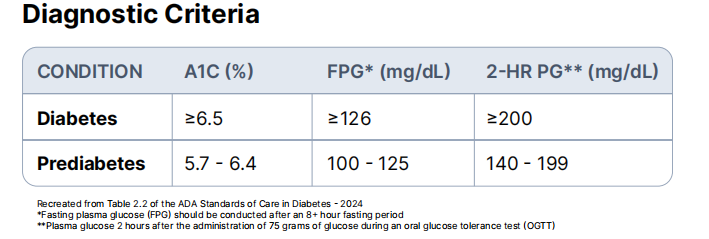 Diagnostic Criteria
CONDITION A1C (%) FPG* (mg/dL) 2-HR PG** (mg/dL)
Diabetes ≥6.5 ≥126 ≥200
Prediabetes 5.7 - 6.4 100 - 125 140 - 199
Recreated from Table 2.2 of the ADA Standards of Care in Diabetes - 2024
*Fasting plasma glucose (FPG) should be conducted after an 8+ hour fasting period
**Plasma glucose 2 hours after the administration of 75 grams of glucose during an oral glucose tolerance test (OGTT)